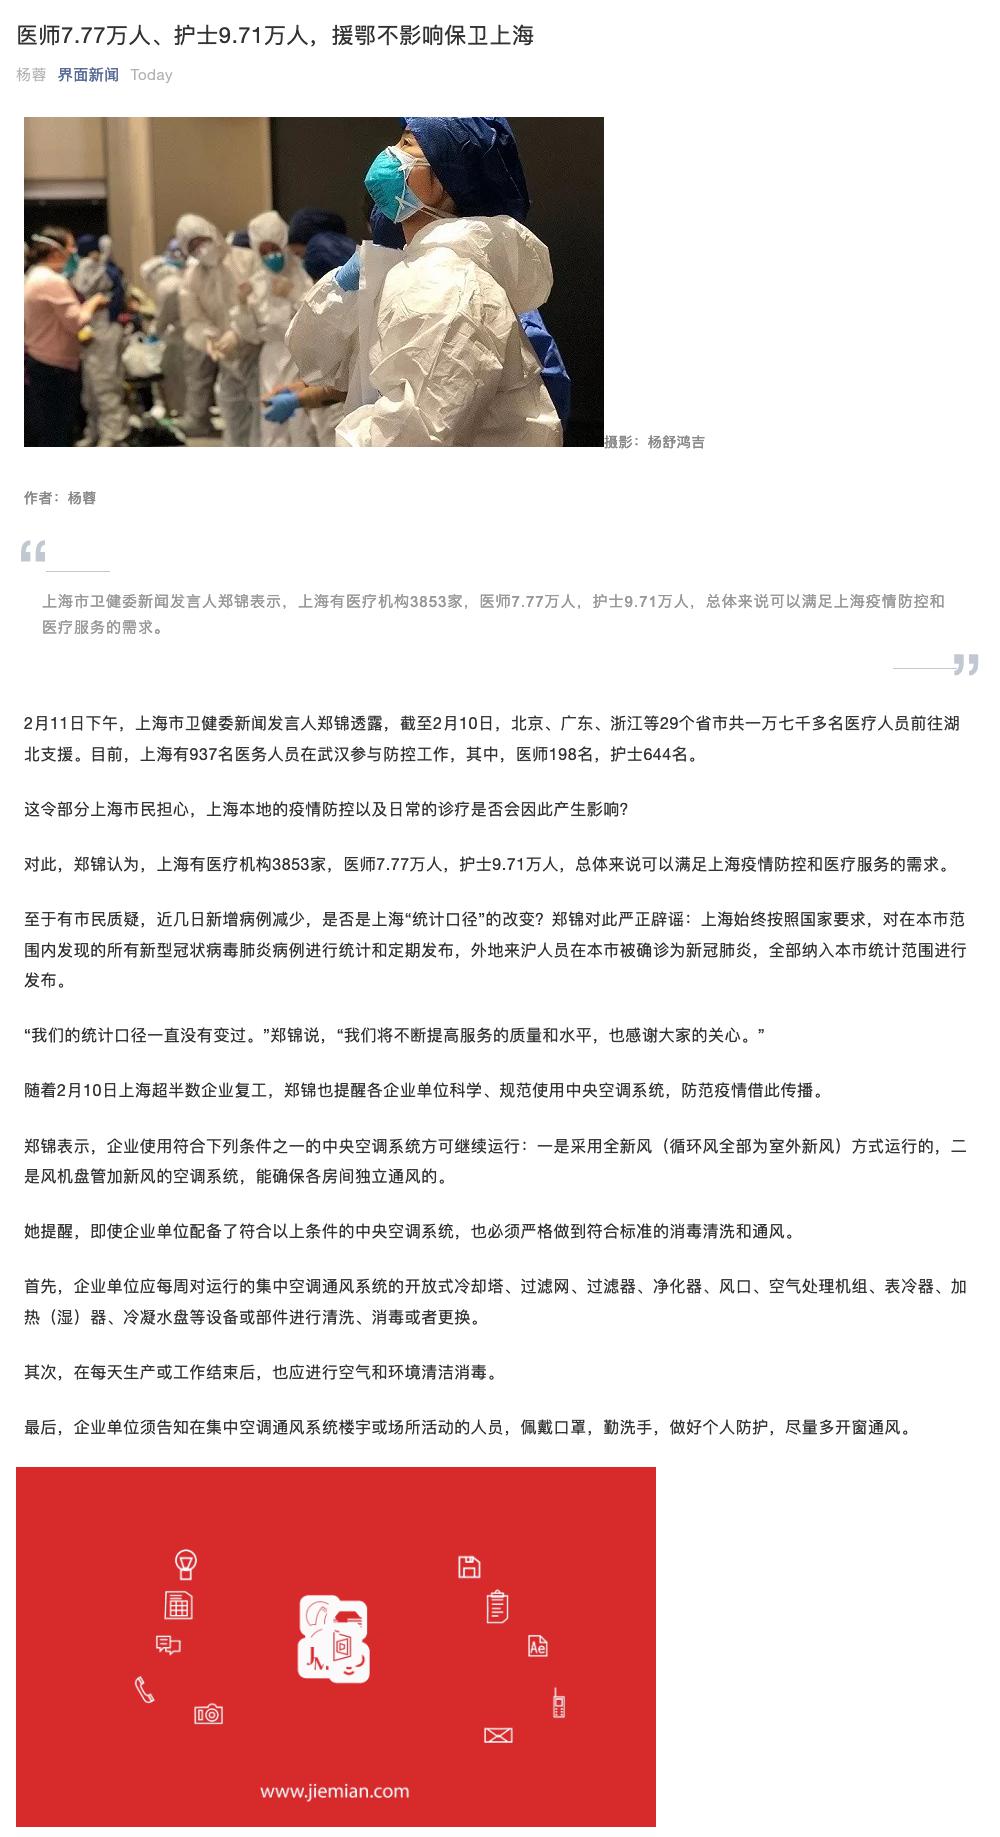 医师7.77万人、护士9.71万人，援鄂不影响保卫上海
杨蓉 界面新闻 Today
摄影：杨舒鸿吉
作者：杨蓉
“
上海市卫健委新闻发言人郑锦表示，上海有医疗机构3853家，医师7.77万人，护士9.71万人，总体来说可以满足上海疫情防控和
医疗服务的需求。
”
2月11日下午，上海市卫健委新闻发言人郑锦透露，截至2月10日，北京、广东、浙江等29个省市共一万七千多名医疗人员前往湖
北支援。目前，上海有937名医务人员在武汉参与防控工作，其中，医师198名，护士644名。
这令部分上海市民担心，上海本地的疫情防控以及日常的诊疗是否会因此产生影响？
对此，郑锦认为，上海有医疗机构3853家，医师7.77万人，护士9.71万人，总体来说可以满足上海疫情防控和医疗服务的需求。
至于有市民质疑，近几日新增病例减少，是否是上海“统计口径”的改变？郑锦对此严正辟谣：上海始终按照国家要求，对在本市范
围内发现的所有新型冠状病毒肺炎病例进行统计和定期发布，外地来沪人员在本市被确诊为新冠肺炎，全部纳入本市统计范围进行
发布。
“我们的统计口径一直没有变过。”郑锦说，“我们将不断提高服务的质量和水平，也感谢大家的关心。”
随着2月10日上海超半数企业复工，郑锦也提醒各企业单位科学、规范使用中央空调系统，防范疫情借此传播。
郑锦表示，企业使用符合下列条件之一的中央空调系统方可继续运行：一是采用全新风（循环风全部为室外新风）方式运行的，二
是风机盘管加新风的空调系统，能确保各房间独立通风的。
她提醒，即使企业单位配备了符合以上条件的中央空调系统，也必须严格做到符合标准的消毒清洗和通风。
首先，企业单位应每周对运行的集中空调通风系统的开放式冷却塔、过滤网、过滤器、净化器、风口、空气处理机组、表冷器、加
热（湿）器、冷凝水盘等设备或部件进行清洗、消毒或者更换。
其次，在每天生产或工作结束后，也应进行空气和环境清洁消毒。
最后，企业单位须告知在集中空调通风系统楼宇或场所活动的人员，佩戴口罩，勤洗手，做好个人防护，尽量多开窗通风。
Ae
www.jiemian.com